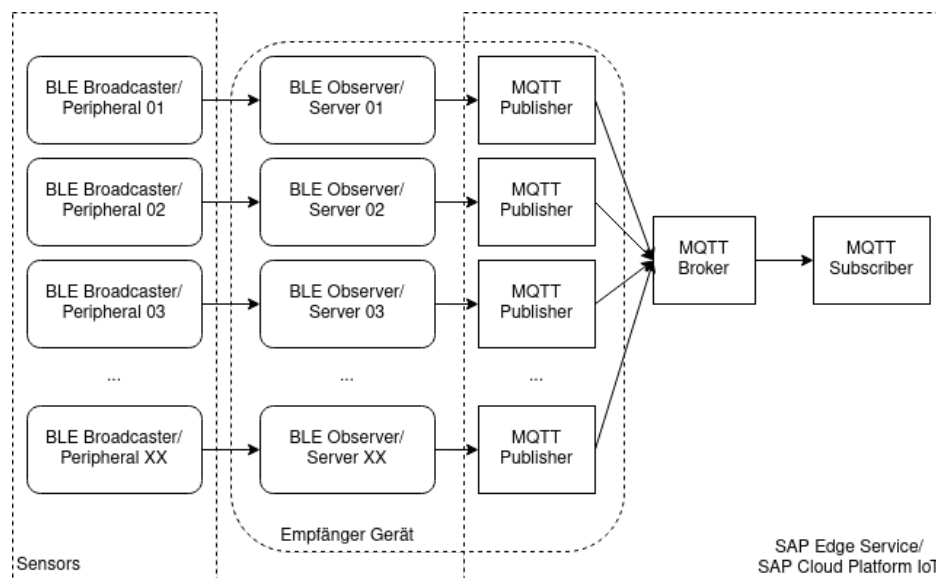 BLE Broadcaster/
Peripheral 01
BLE Observer/
Server 01
MQTT
Publisher
BLE Broadcaster/
Peripheral 02
BLE Observer/
Server 02
MQTT
Publisher
MQTT
Broker
MQTT
Subscriber
BLE Broadcaster/
Peripheral 03
BLE Observer/
Server 03
MQTT
Publisher
...
...
...
BLE Broadcaster/
Peripheral XX
BLE Observer/
Server XX
MQTT
Publisher
Empfänger Gerät
Sensors
SAP Edge Service/
SAP Cloud Platform IoT